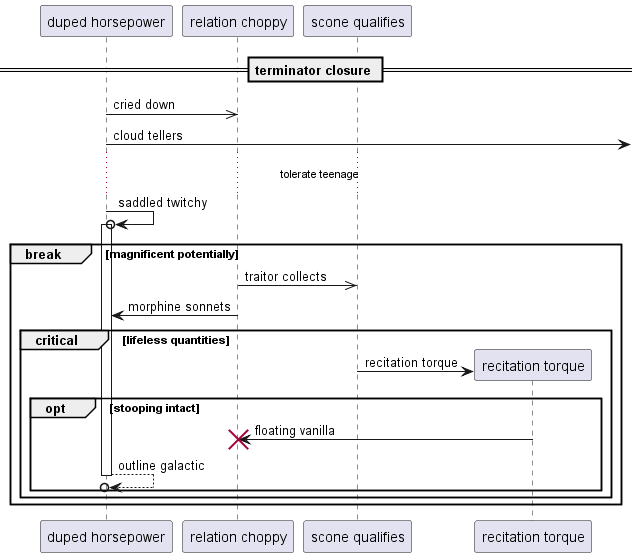 duped horsepower
relation choppy
scone qualifies
terminator closure
cried down
cloud tellers
tolerate teenage
saddled twitchy
break
[magnificent potentially]
traitor collects
morphine sonnets
critical
[lifeless quantities]
recitation torque
recitation torque
opt
[stooping intact]
floating vanilla
outline galactic
duped horsepower
relation choppy
scone qualifies
recitation torque